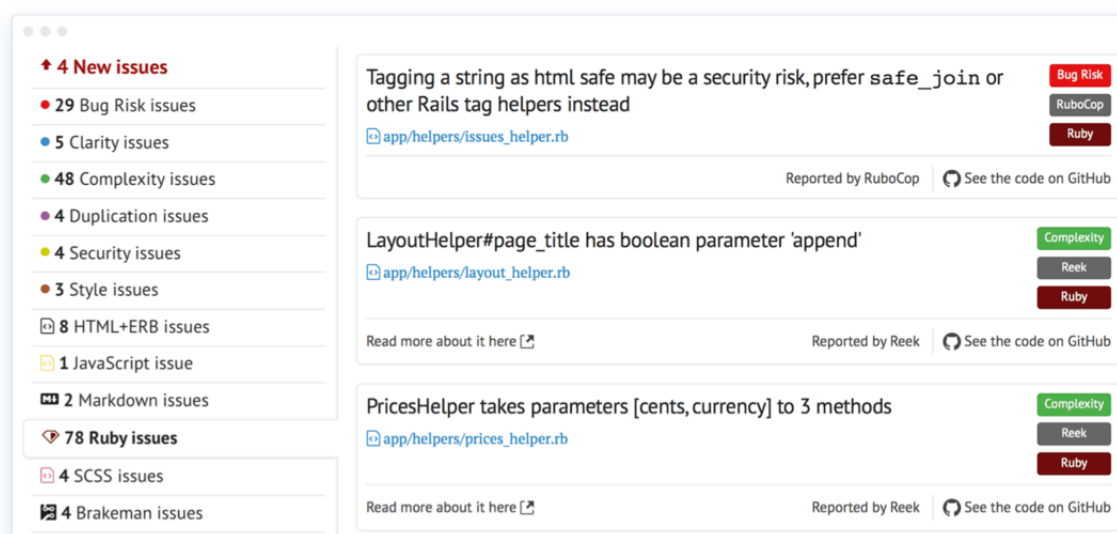 4 New issues
29 Bug Risk issues
5 Clarity issues
48 Complexity issues
4 Duplication issues
4 Security issues
3 Style issues
8 HTML+ERB issues
1 JavaScript issue
2 Markdown issues
78 Ruby issues
4 SCSS issues
4 Brakeman issues
Tagging a string as html safe may be a security risk, prefer safe_join or
other Rails tag helpers instead
app/helpers/issues_helper.rb
Bug Risk
RuboCop
Ruby
Reported by RuboCop See the code on GitHub
LayoutHelper#page_title has boolean parameter 'append'
app/helpers/layout_helper.rb
Complexity
Reek
Ruby
Read more about it here Reported by Reek See the code on GitHub
PricesHelper takes parameters [cents, currency] to 3 methods
app/helpers/prices_helper.rb
Complexity
Reek
Ruby
Read more about it here Reported by Reek See the code on GitHub